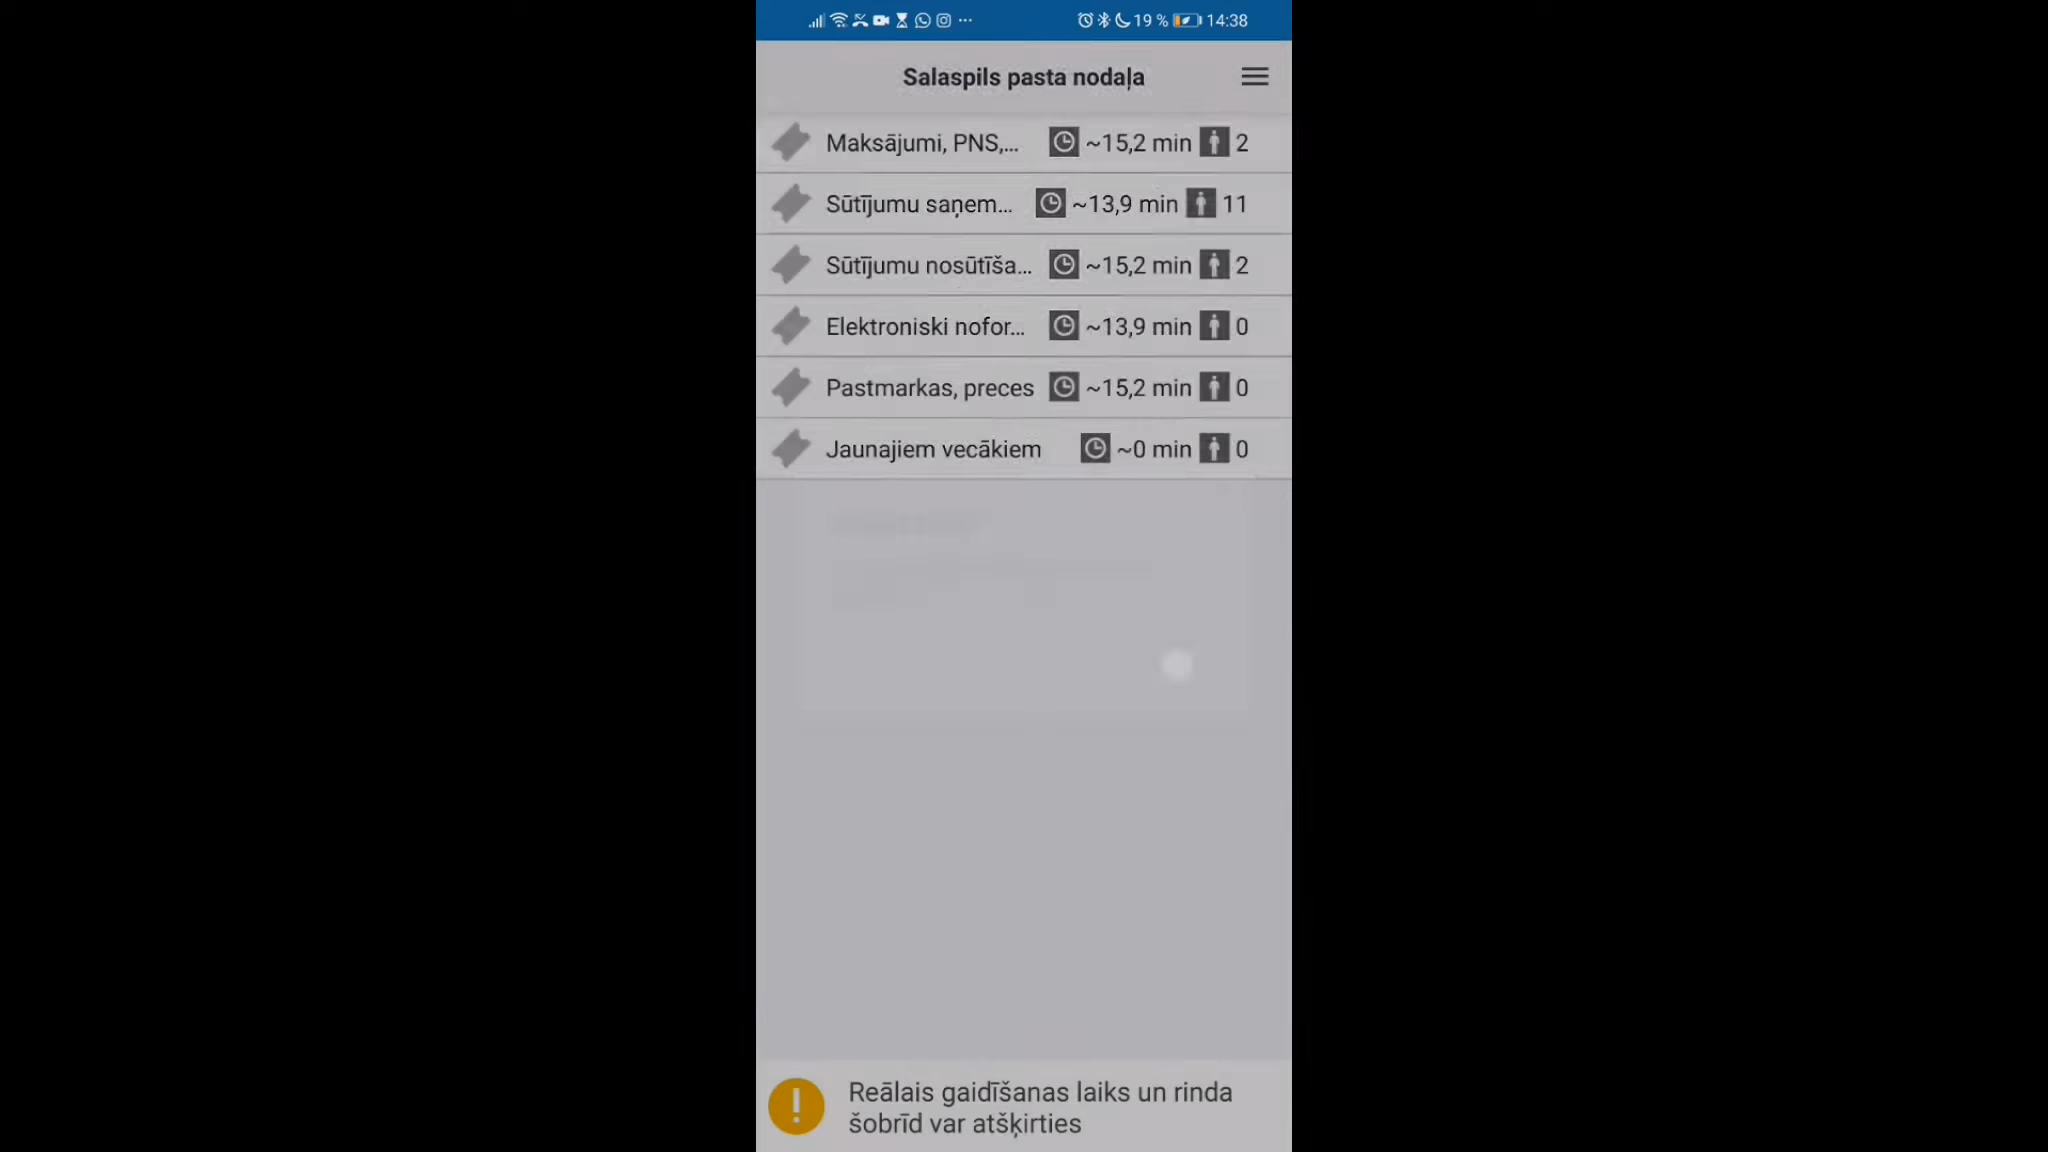 19 % 14:38
Salaspils pasta nodaļa
Maksājumi, PNS,... ~15,2 min 2
Sūtījumu saņem... ~13,9 min 11
Sūtījumu nosūtīša... ~15,2 min 2
Elektroniski nofor... ~13,9 min 0
Pastmarkas, preces ~15,2 min 0
Jaunajiem vecākiem ~0 min 0
Reālais gaidīšanas laiks un rinda
šobrīd var atšķirties